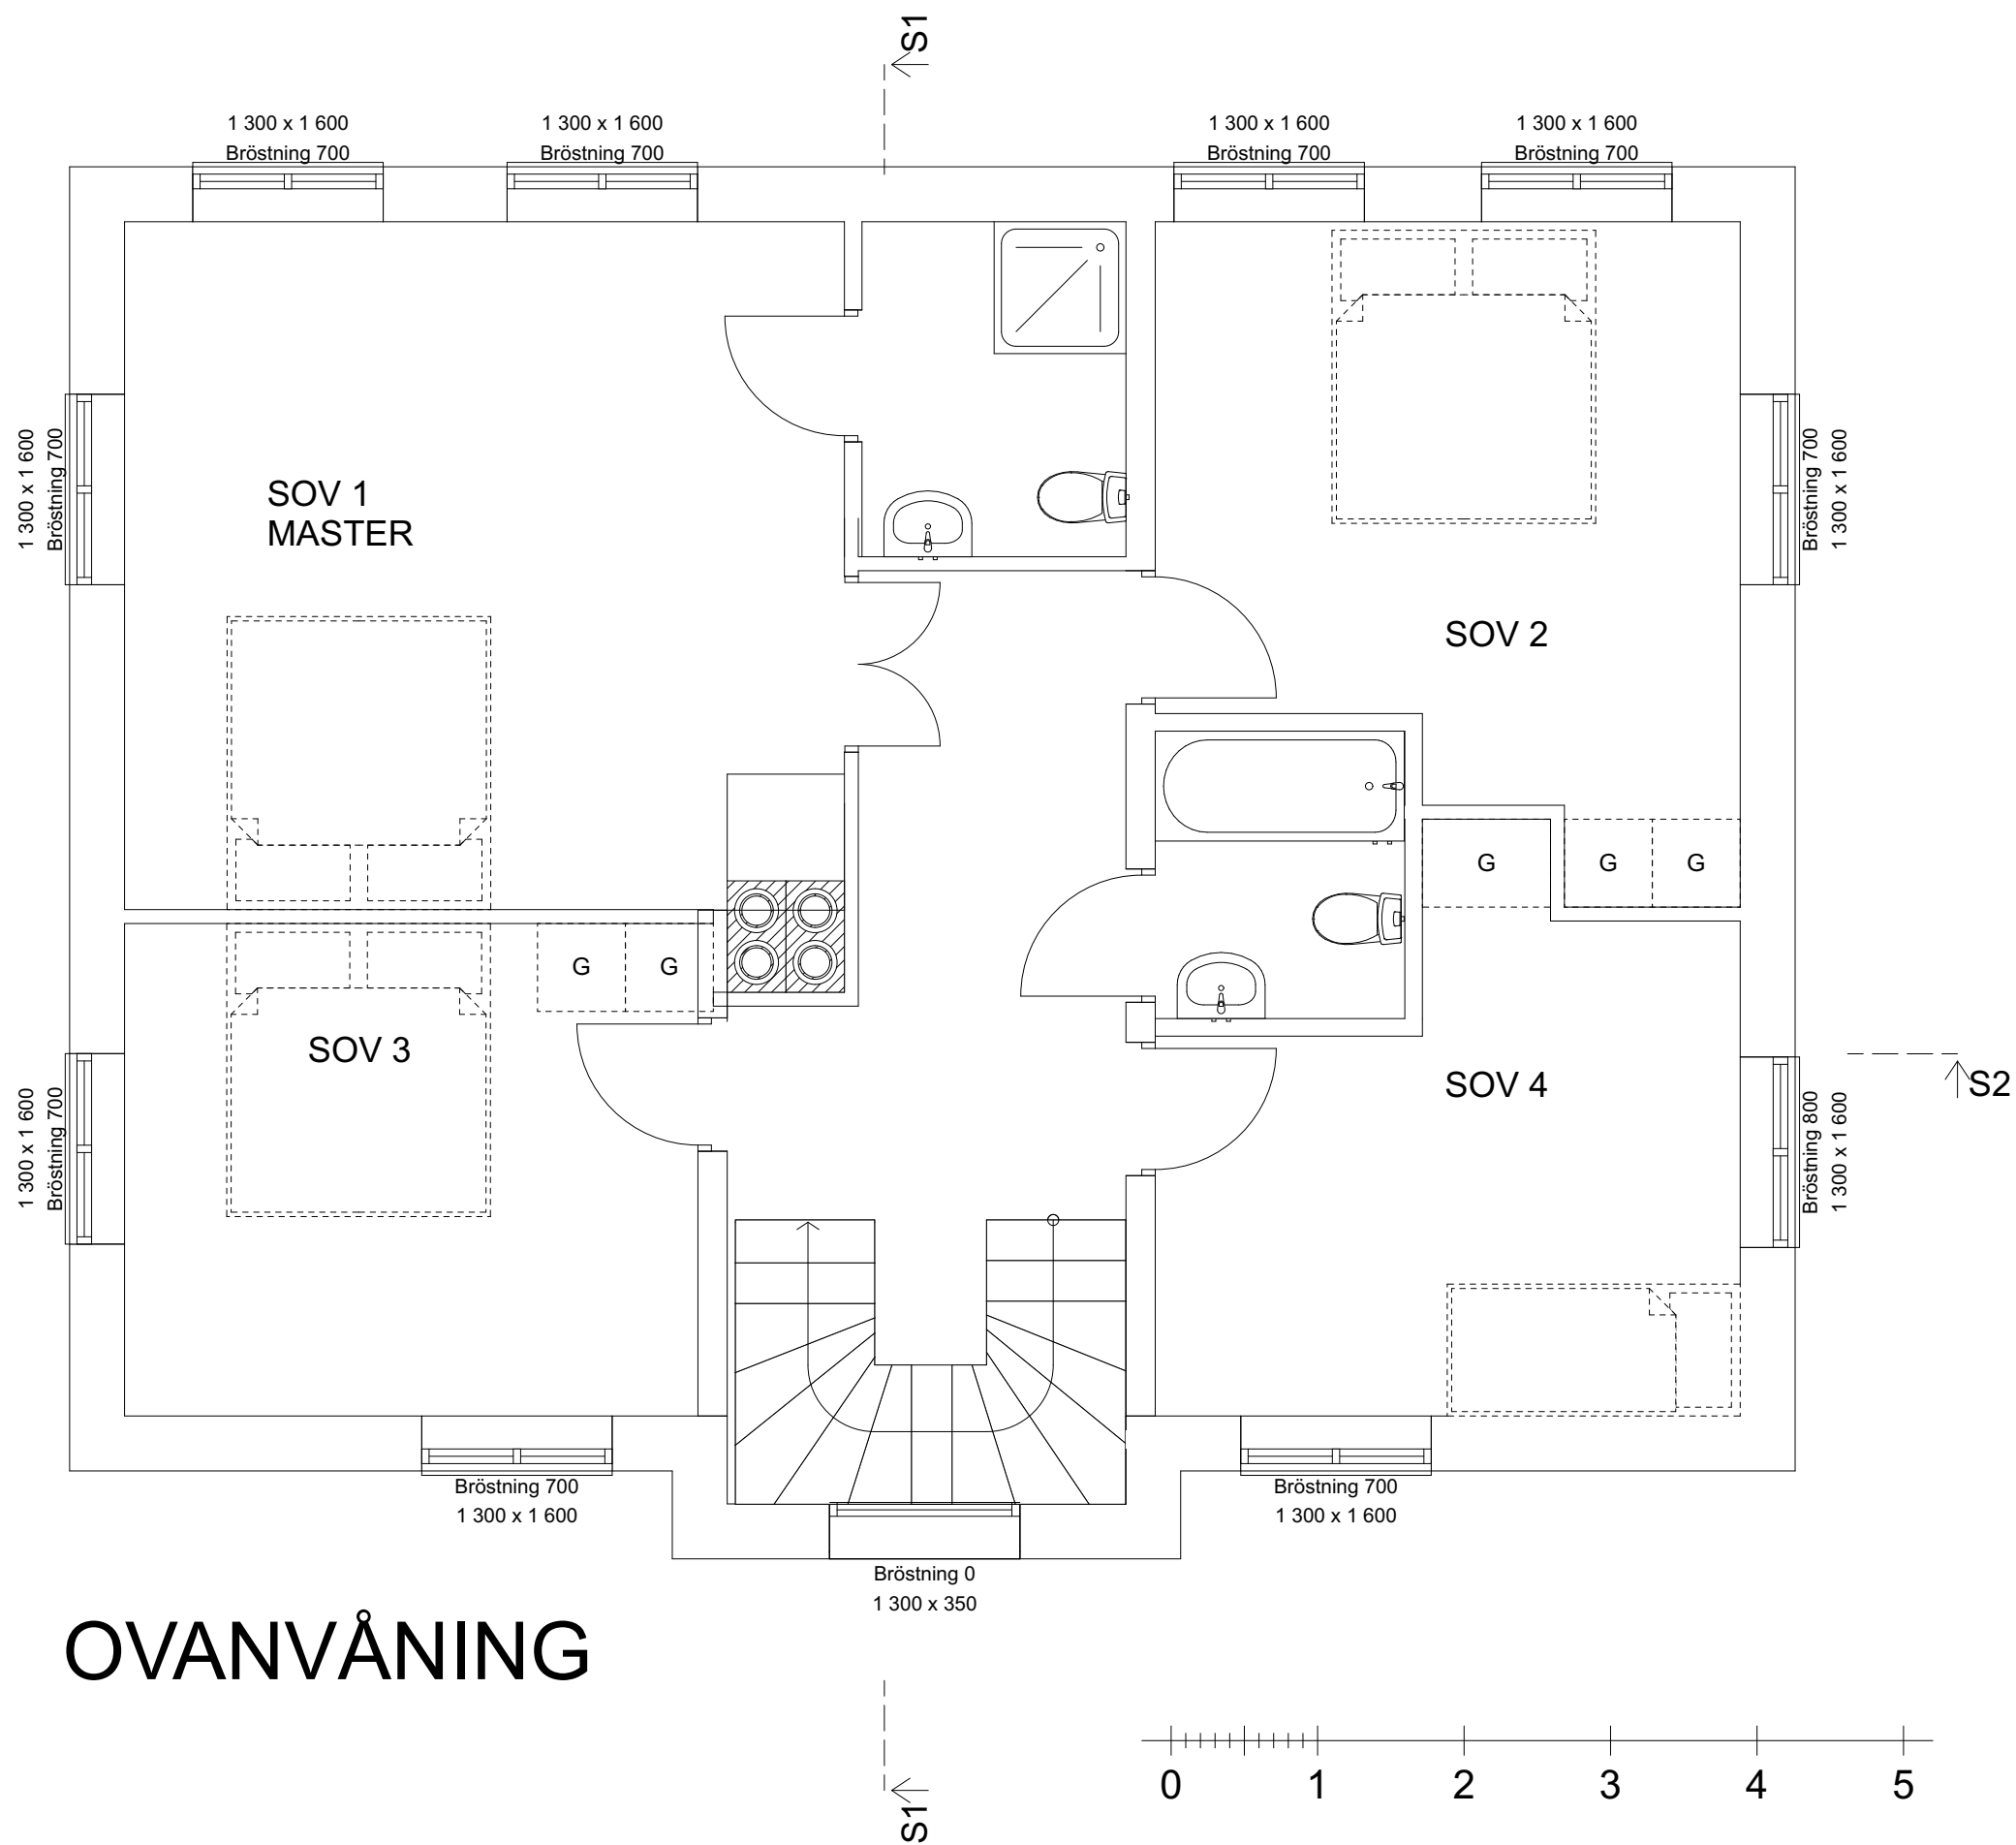 S1
1 300 x 1 600
Bröstning 700
1 300 x 1 600
Bröstning 700
1 300 x 1 600
Bröstning 700
1 300 x 1 600
Bröstning 700
1 300 x 1 600
Bröstning 700
SOV 1
MASTER
Bröstning 700
1 300 x 1 600
SOV 2
G
G
G
G
G
SOV 3
SOV 4
S2
1 300 x 1 600
Bröstning 700
Bröstning 800
1 300 x 1 600
Bröstning 700
1 300 x 1 600
Bröstning 700
1 300 x 1 600
Bröstning 0
1 300 x 350
OVANVÅNING
S1
0 1 2 3 4 5